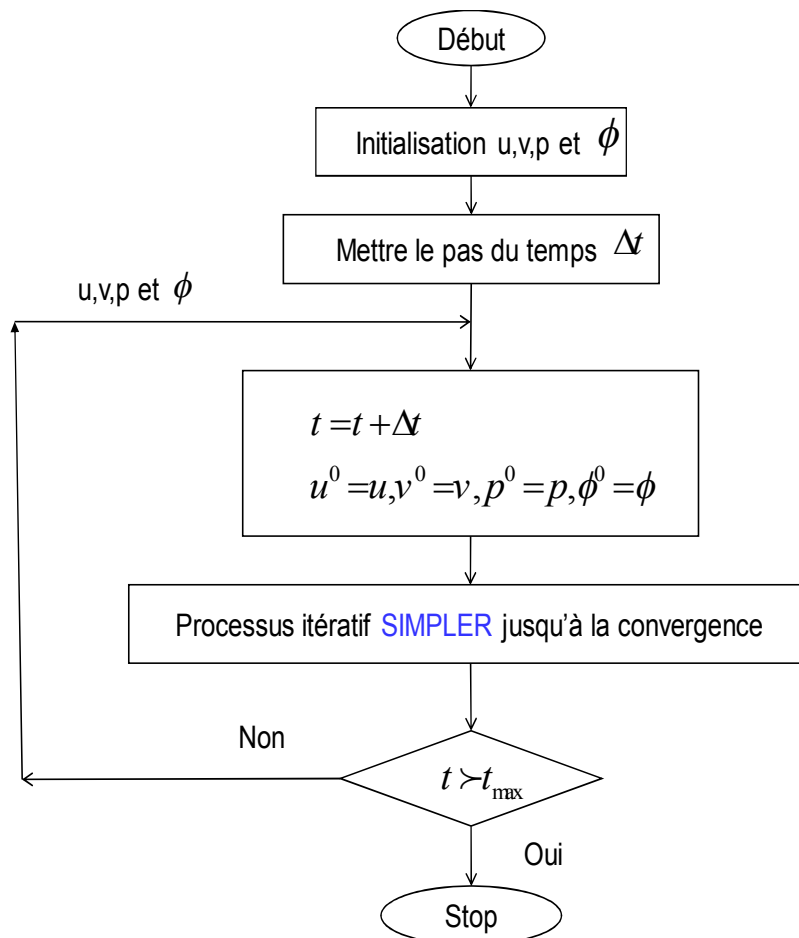 Début
Initialisation u,v,p et ϕ
Mettre le pas du temps Δt
u,v,p et ϕ
t = t + Δt
u⁰ = u, v⁰ = v, p⁰ = p, ϕ⁰ = ϕ
Processus itératif SIMPLER jusqu'à la convergence
Non
t ≻ t_max
Oui
Stop